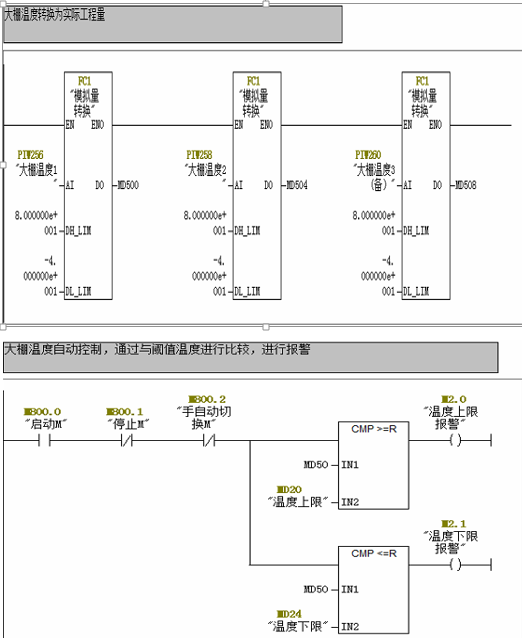 大棚温度转换为实际工程量
FC1 FC1 FC1
"模拟量 "模拟量 "模拟量
转换" 转换" 转换"
EN ENO EN ENO EN ENO
PIW256 PIW258 PIW260
"大棚温度1 "大棚温度2 "大棚温度3
" AI DO MD500 " AI DO MD504 (备)" AI DO MD508
8.000000e+ 8.000000e+ 8.000000e+
001 DH_LIM 001 DH_LIM 001 DH_LIM
-4. -4. -4.
000000e+ 000000e+ 000000e+
001 DL_LIM 001 DL_LIM 001 DL_LIM
大棚温度自动控制，通过与阈值温度进行比较，进行报警
M800.0 M800.1 M800.2 M2.0
"启动M" "停止M" "手自动切 "温度上限
换M" 报警"
CMP >=R
MD50 IN1
MD20
"温度上限" IN2
M2.1
"温度下限
报警"
CMP <=R
MD50 IN1
MD24
"温度下限" IN2